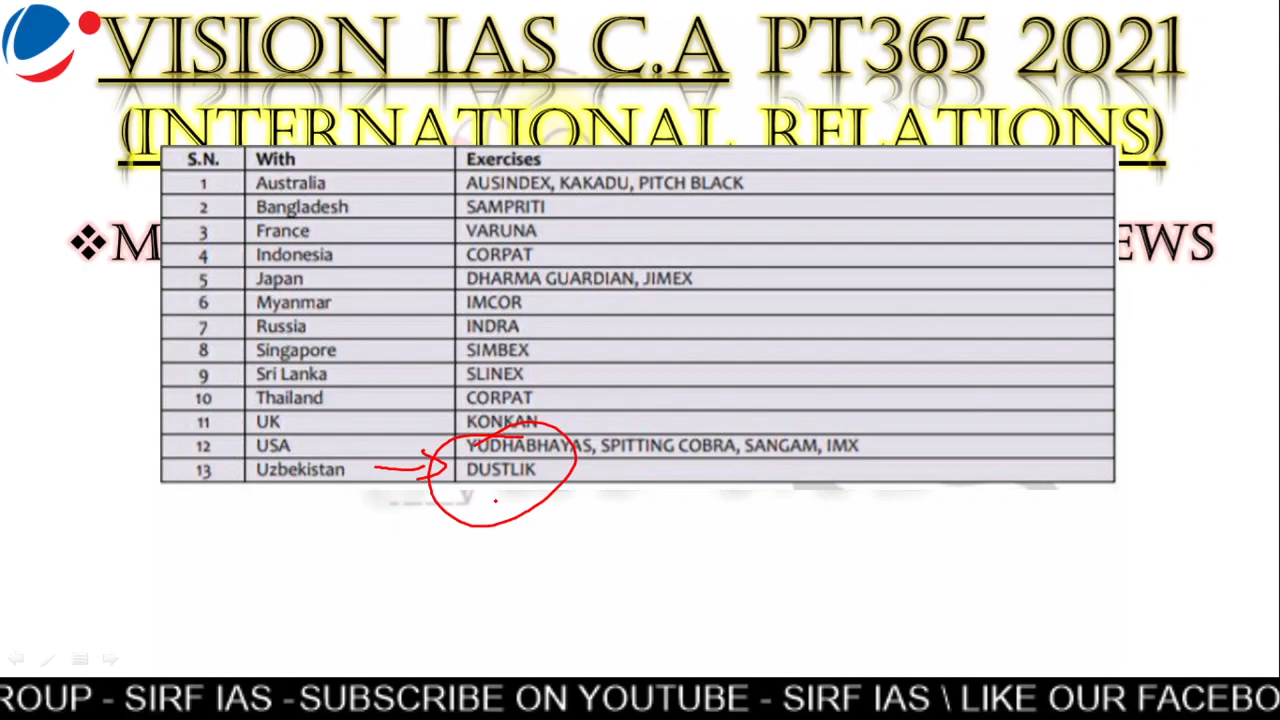 VISION IAS C.A PT365 2021
(INTERNATIONAL RELATIONS)
S.N. With Exercises
1 Australia AUSINDEX, KAKADU, PITCH BLACK
2 Bangladesh SAMPRITI
3 France VARUNA
4 Indonesia CORPAT
5 Japan DHARMA GUARDIAN, JIMEX
6 Myanmar IMCOR
7 Russia INDRA
8 Singapore SIMBEX
9 Sri Lanka SLINEX
10 Thailand CORPAT
11 UK KONKAN
12 USA YUDHABHAYAS, SPITTING COBRA, SANGAM, IMX
13 Uzbekistan DUSTLIK
ROUP - SIRF IAS -SUBSCRIBE ON YOUTUBE - SIRF IAS \ LIKE OUR FACEBO